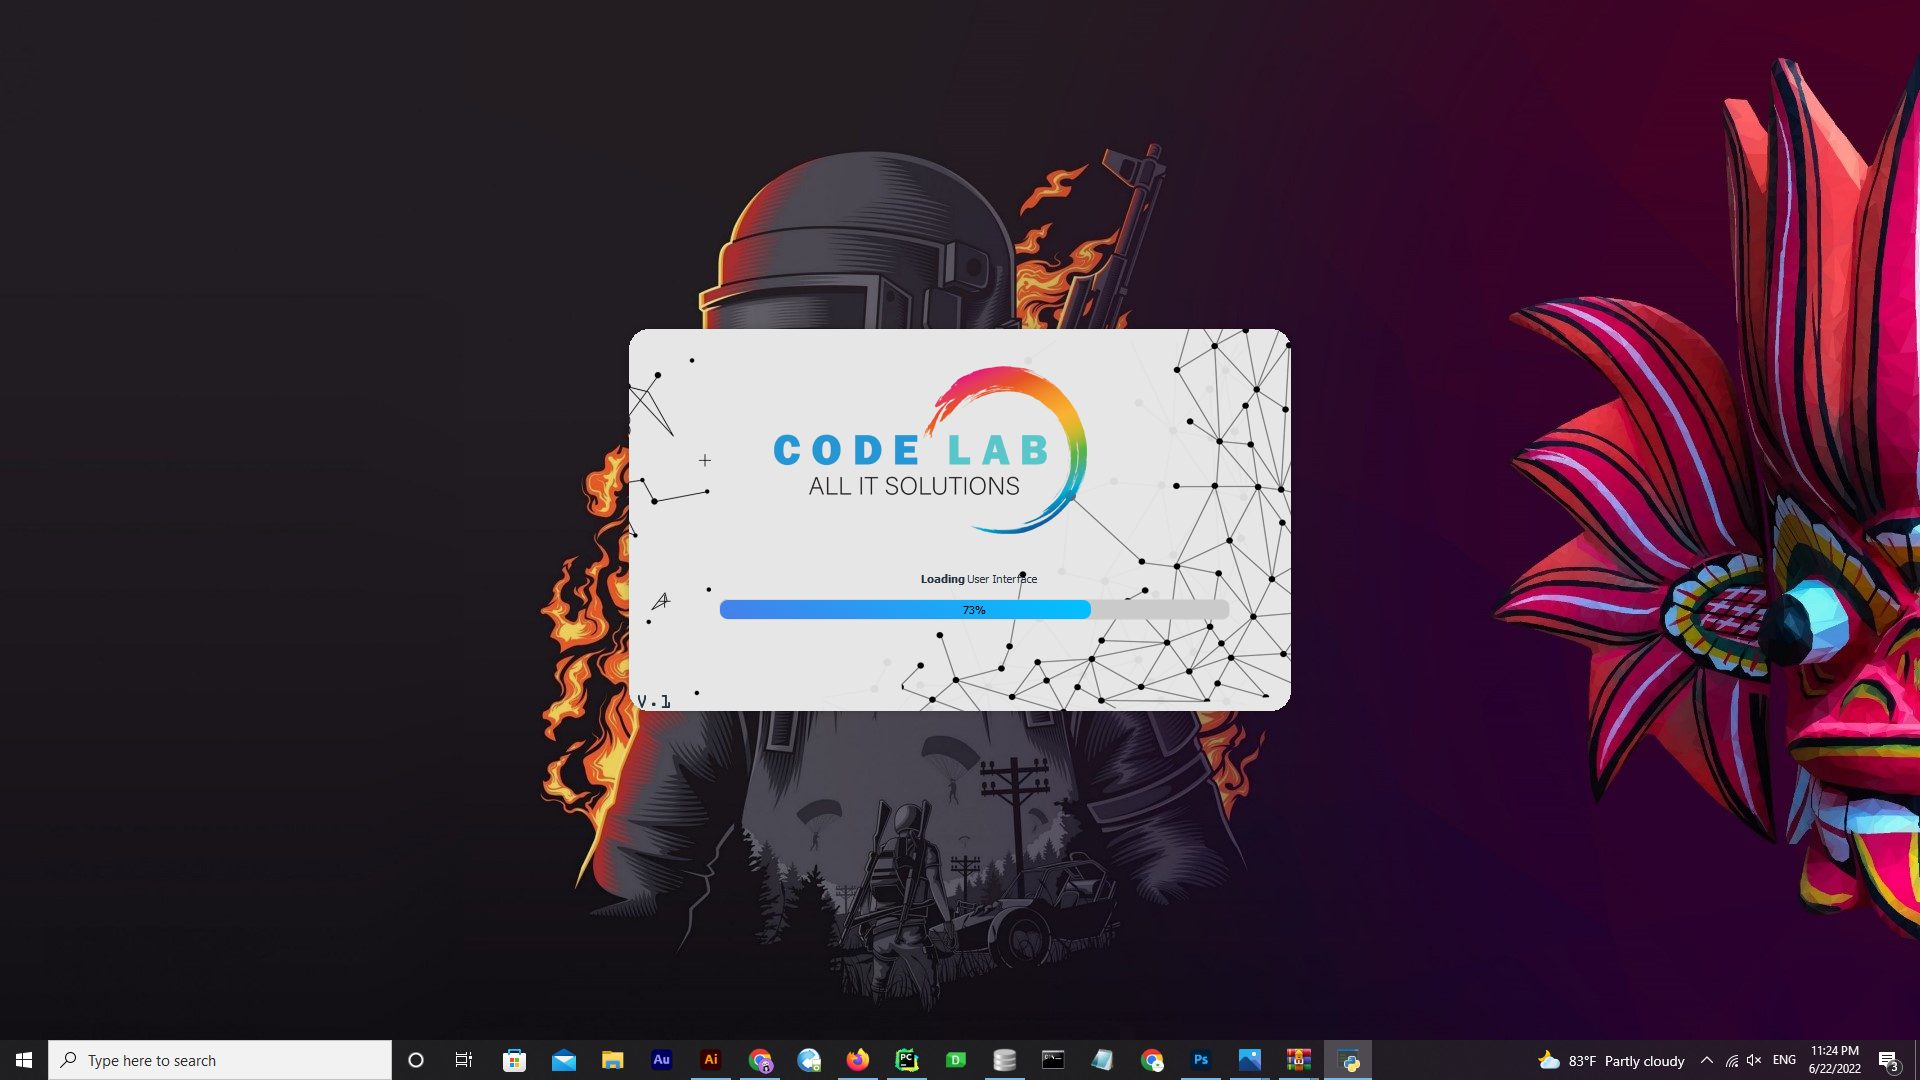 CODE LAB
ALL IT SOLUTIONS
Loading User Interface
73%
V.1
Type here to search
Au
Ai
PC
D
Ps
83°F Partly cloudy
ENG
11:24 PM
6/22/2022
3